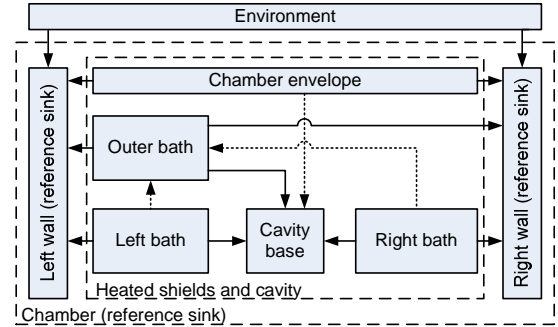 Environment
Left wall (reference sink)
Chamber envelope
Right wall (reference sink)
Outer bath
Left bath
Cavity
base
Right bath
Heated shields and cavity
Chamber (reference sink)